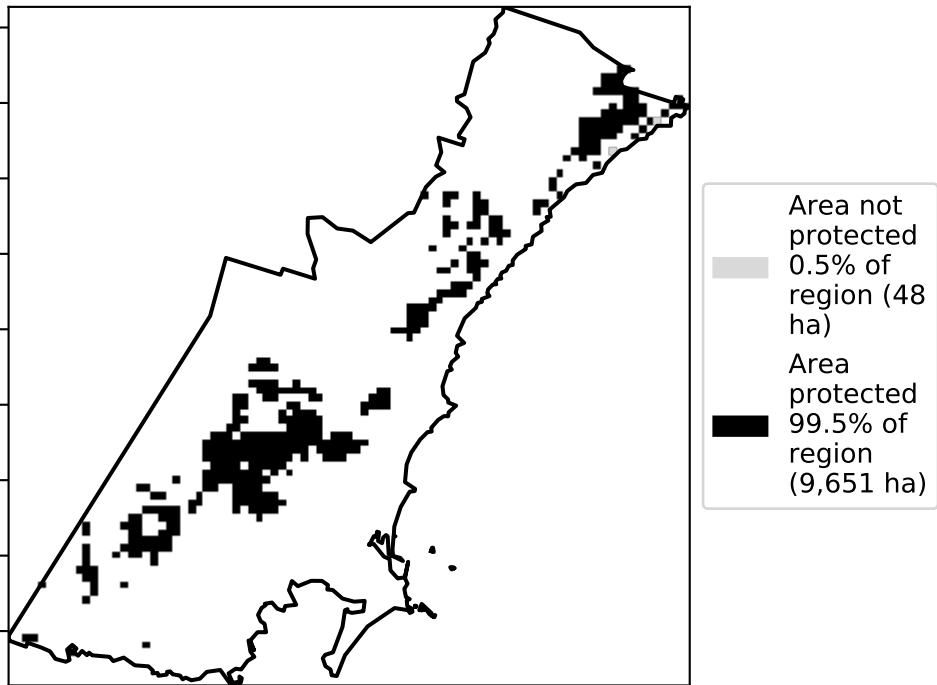 Area not
protected
0.5% of
region (48
ha)
Area
protected
99.5% of
region
(9,651 ha)